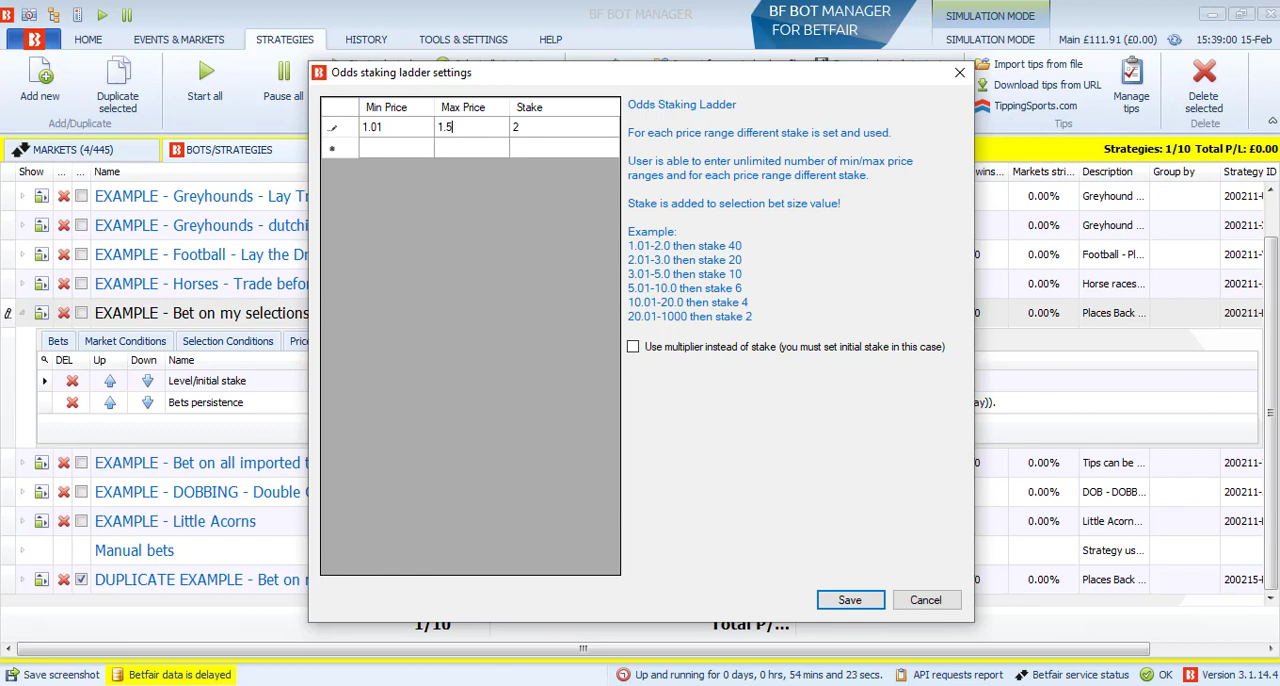 BF BOT MANAGER
BF BOT MANAGER
FOR BETFAIR
SIMULATION MODE
HOME
EVENTS & MARKETS
STRATEGIES
HISTORY
TOOLS & SETTINGS
HELP
SIMULATION MODE
Main £111.91 (£0.00)
15:39:00 15-Feb
Add new
Duplicate
selected
Start all
Pause all
Add/Duplicate
Import tips from file
Download tips from URL
TippingSports.com
Manage
tips
Tips
Delete
selected
Delete
MARKETS (4/445)
BOTS/STRATEGIES
Strategies: 1/10 Total P/L: £0.00
Show
...
...
Name
wins...
Markets stri...
Description
Group by
Strategy ID
EXAMPLE - Greyhounds - Lay Tr
0.00%
Greyhound ...
200211-
EXAMPLE - Greyhounds - dutchi
0.00%
Greyhound ...
200211-
EXAMPLE - Football - Lay the Dr
0
0.00%
Football - Pl...
200211-
EXAMPLE - Horses - Trade befor
0.00%
Horse races...
200211-
EXAMPLE - Bet on my selections
0
0.00%
Places Back ...
200211-
Bets
Market Conditions
Selection Conditions
Pric
DEL
Up
Down
Name
Level/initial stake
Bets persistence
ay)).
EXAMPLE - Bet on all imported t
0
0.00%
Tips can be ...
200211-
EXAMPLE - DOBBING - Double O
0.00%
DOB - DOBB...
200211-
EXAMPLE - Little Acorns
0.00%
Little Acorn...
200211-
Manual bets
Strategy us...
DUPLICATE EXAMPLE - Bet on m
0
0.00%
Places Back ...
200215-
1/10
Total P/...
Odds staking ladder settings
Min Price
Max Price
Stake
1.01
1.5
2
Odds Staking Ladder
For each price range different stake is set and used.
User is able to enter unlimited number of min/max price
ranges and for each price range different stake.
Stake is added to selection bet size value!
Example:
1.01-2.0 then stake 40
2.01-3.0 then stake 20
3.01-5.0 then stake 10
5.01-10.0 then stake 6
10.01-20.0 then stake 4
20.01-1000 then stake 2
Use multiplier instead of stake (you must set initial stake in this case)
Save
Cancel
Save screenshot
Betfair data is delayed
Up and running for 0 days, 0 hrs, 54 mins and 23 secs.
API requests report
Betfair service status
OK
Version 3.1.14.4